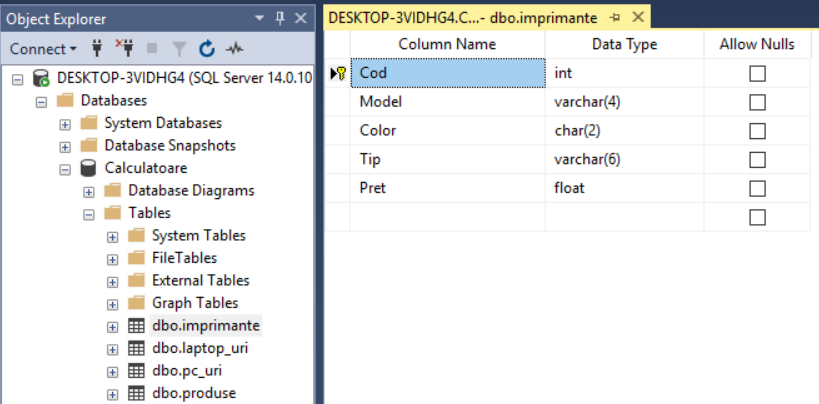 Object Explorer
Connect
DESKTOP-3VIDHG4 (SQL Server 14.0.10
Databases
System Databases
Database Snapshots
Calculatoare
Database Diagrams
Tables
System Tables
FileTables
External Tables
Graph Tables
dbo.imprimante
dbo.laptop_uri
dbo.pc_uri
dbo.produse
DESKTOP-3VIDHG4.C...- dbo.imprimante
Column Name Data Type Allow Nulls
Cod int
Model varchar(4)
Color char(2)
Tip varchar(6)
Pret float